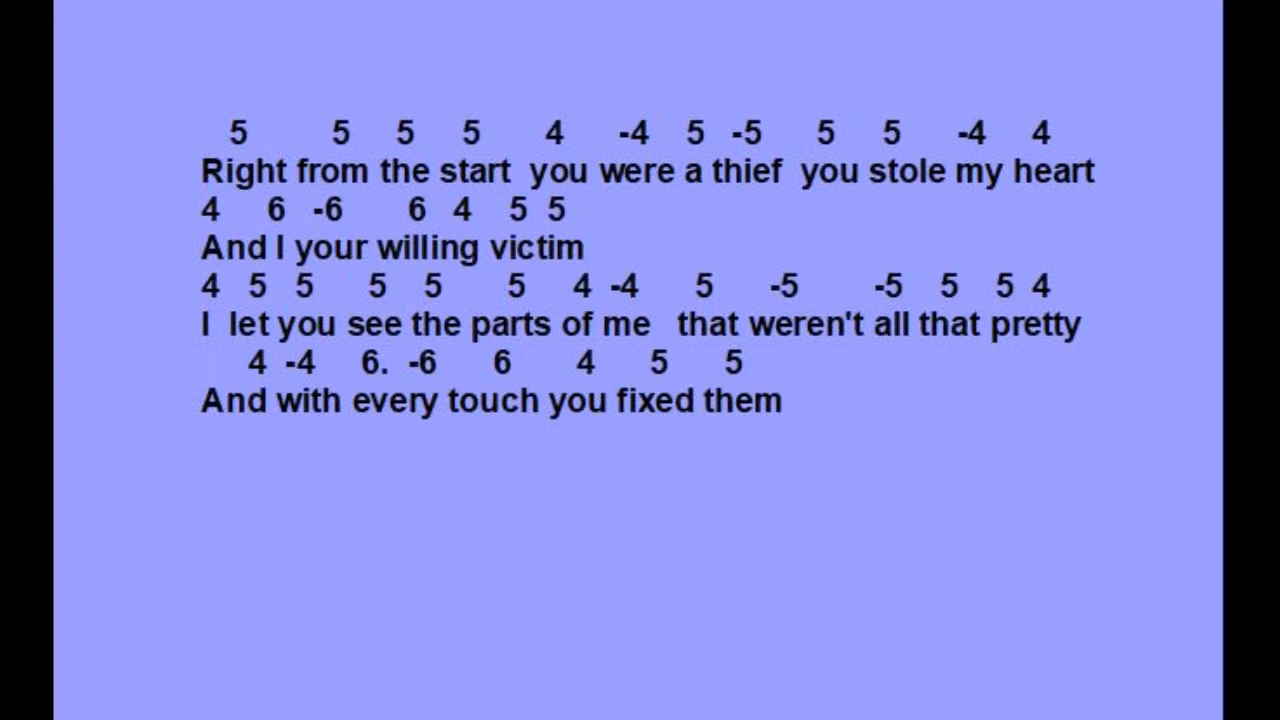 5 5 5 5 4 -4 5 -5 5 5 -4 4
Right from the start you were a thief you stole my heart
4 6 -6 6 4 5 5
And I your willing victim
4 5 5 5 5 5 4 -4 5 -5 -5 5 5 4
I let you see the parts of me that weren't all that pretty
4 -4 6. -6 6 4 5 5
And with every touch you fixed them